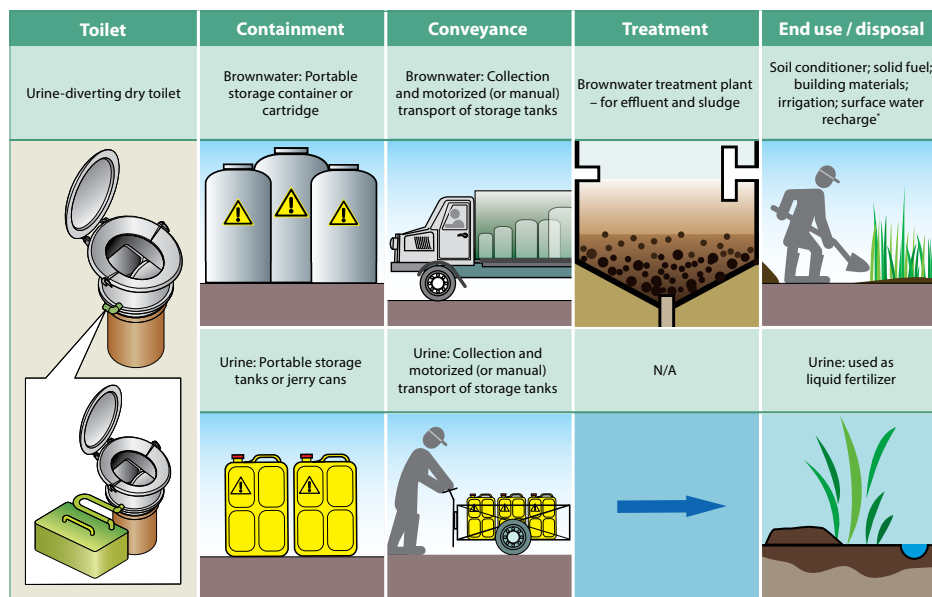 Toilet
Containment
Conveyance
Treatment
End use / disposal
Urine-diverting dry toilet
Brownwater: Portable
storage container or
cartridge
Brownwater: Collection
and motorized (or manual)
transport of storage tanks
Brownwater treatment plant
– for effluent and sludge
Soil conditioner; solid fuel;
building materials;
irrigation; surface water
recharge*
Urine: Portable storage
tanks or jerry cans
Urine: Collection and
motorized (or manual)
transport of storage tanks
N/A
Urine: used as
liquid fertilizer